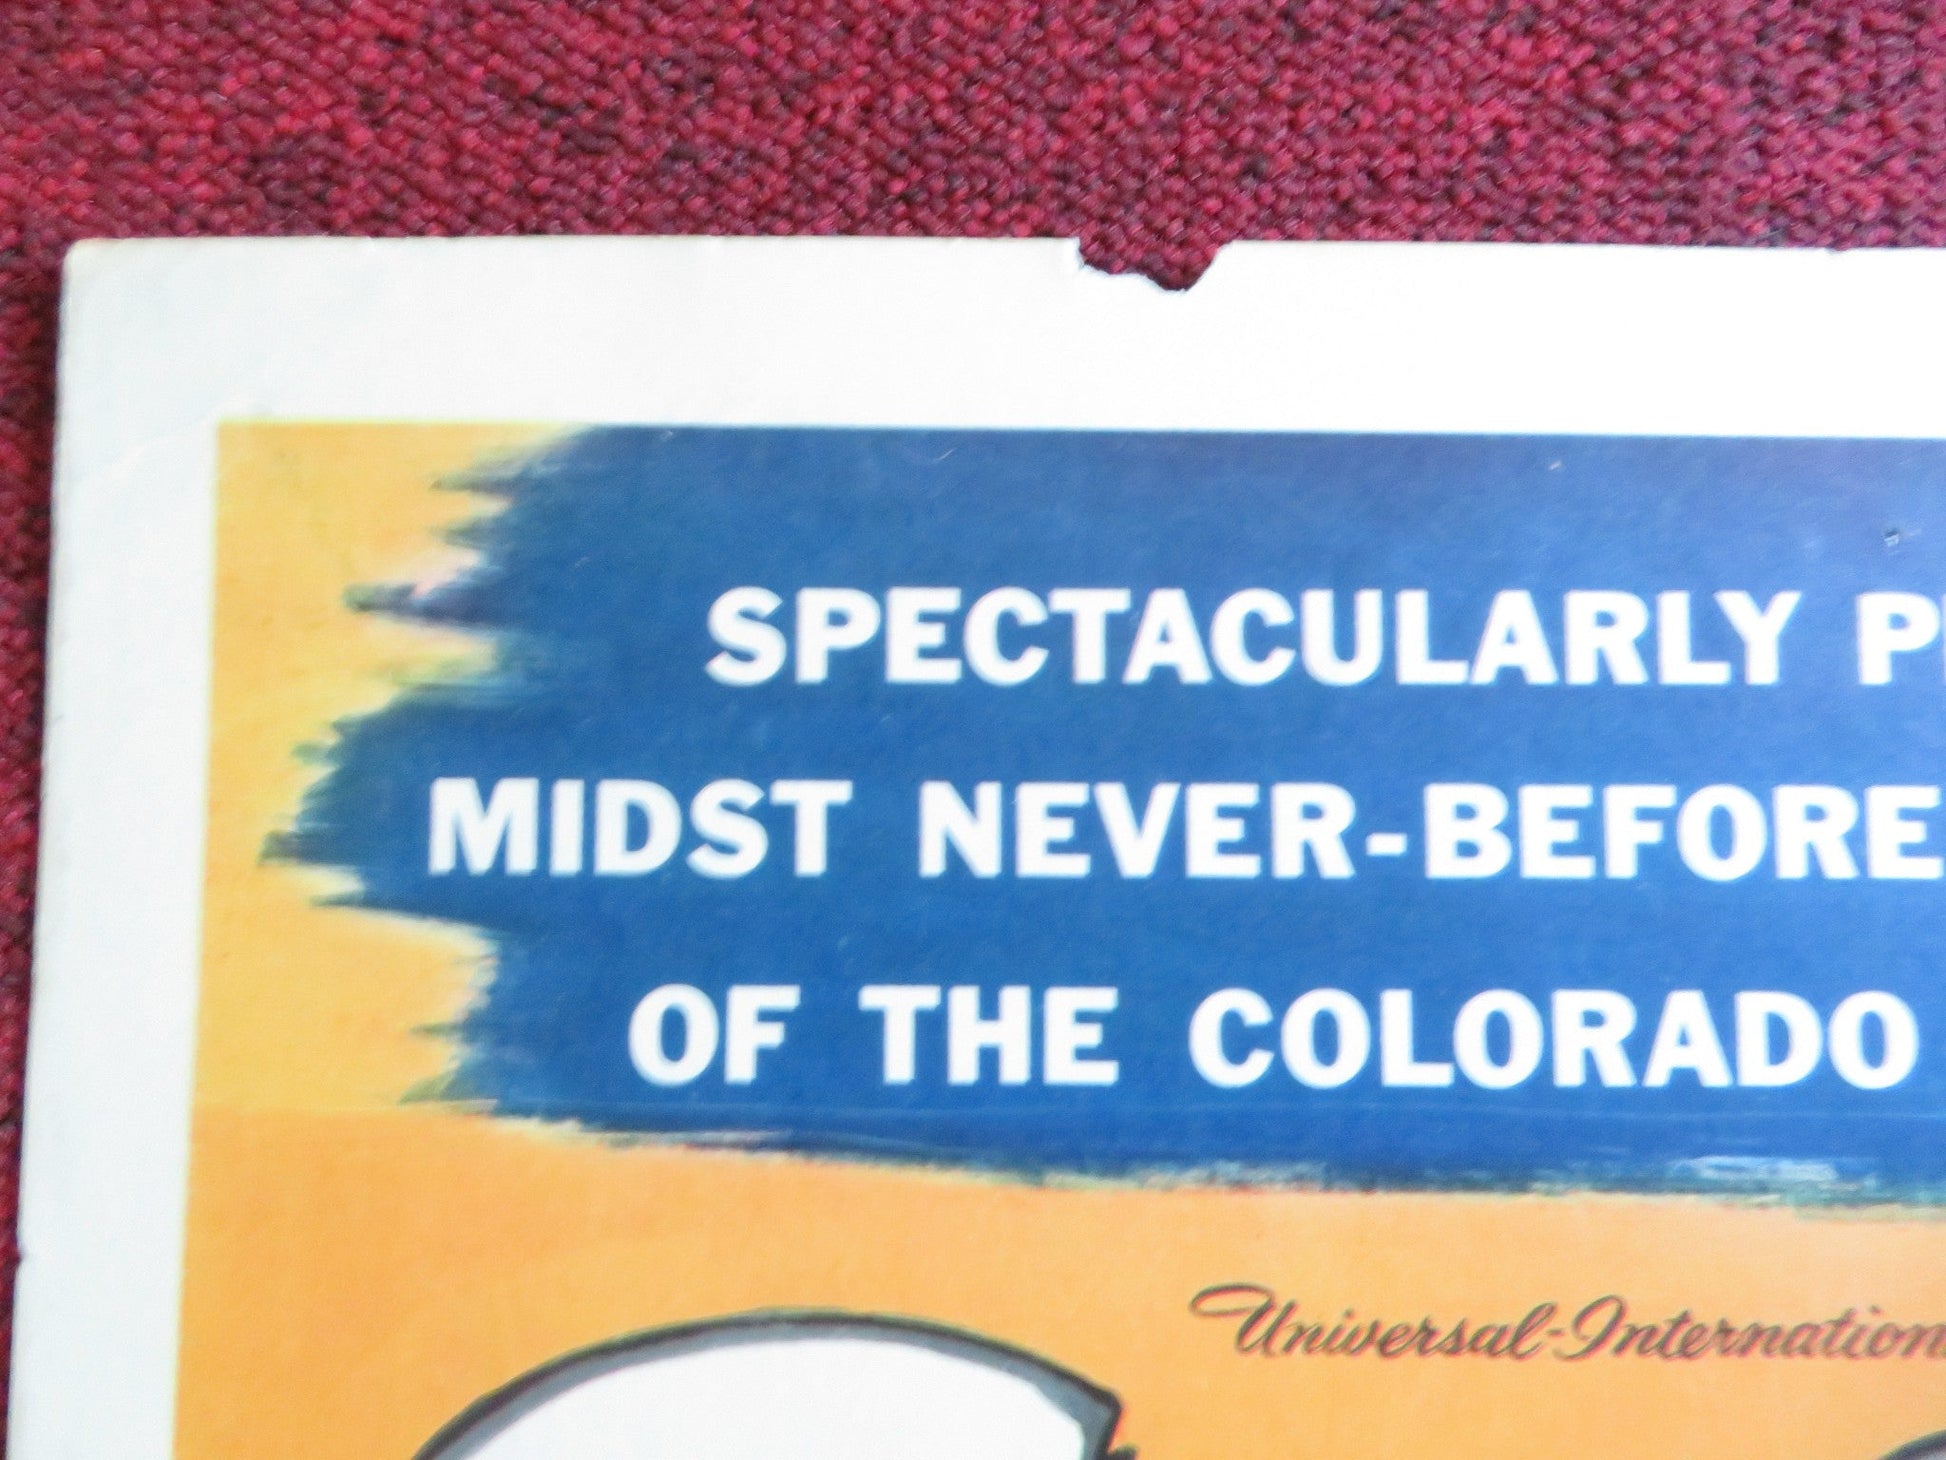 SPECTACULARLY P
MIDST NEVER-BEFORE
OF THE COLORADO
Universal-Internation